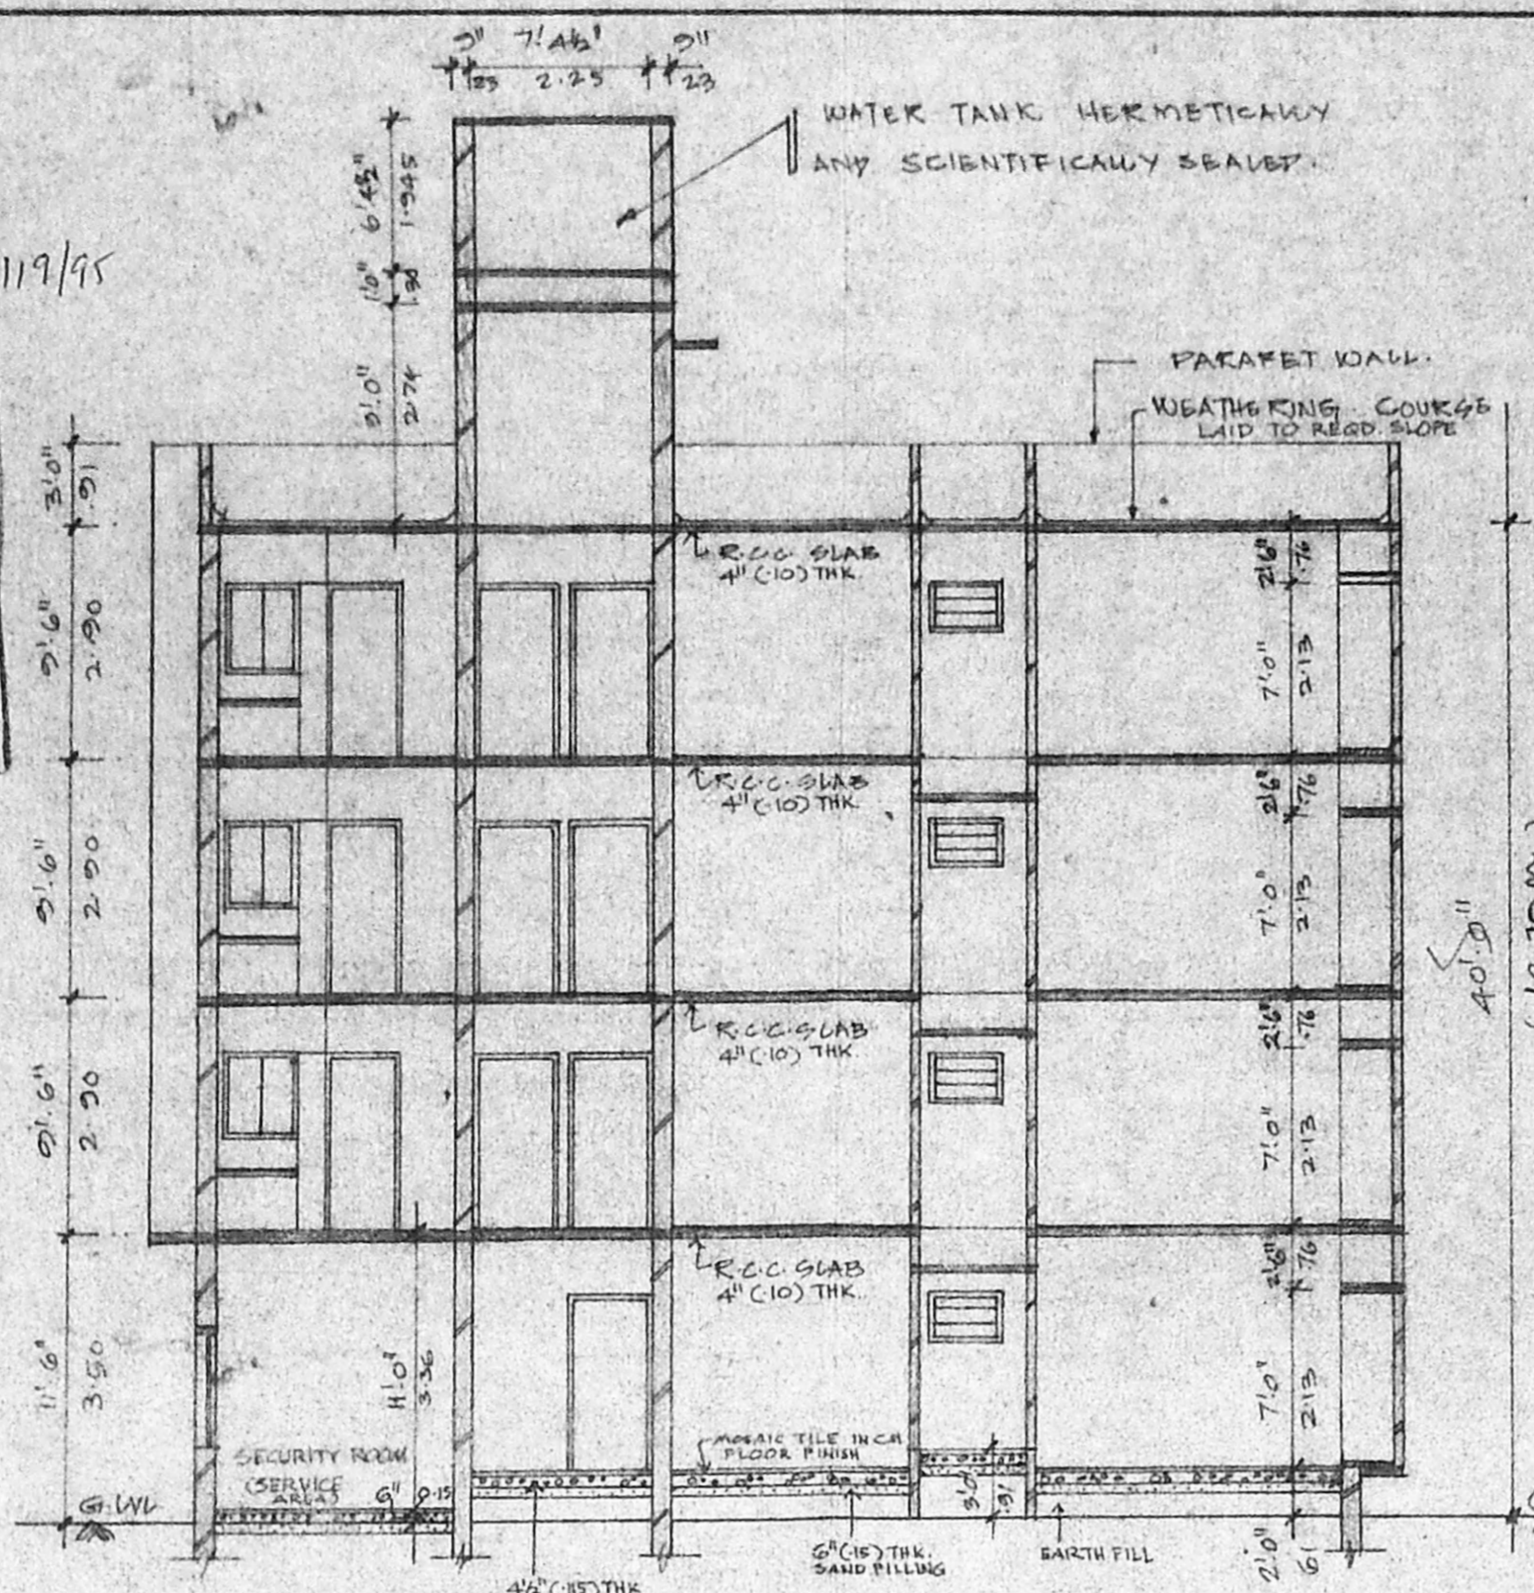 9" 7'.4½" 9"
23 2.25 23
WATER TANK HERMETICALLY
AND SCIENTIFICALLY SEALED.
6'4½" 1.945
119/95
1'.0" .30
9'.0" 2.74
PARAPET WALL.
WEATHERING COURSE
LAID TO REQD. SLOPE
3'.0" .91
R.C.C. SLAB
4" (.10) THK.
2'6" .76
9'.6" 2.90
7'.0" 2.13
R.C.C. SLAB
4" (.10) THK.
2'6" .76
9'.6" 2.90
7'.0" 2.13
40'.9"
R.C.C. SLAB
4" (.10) THK.
2'6" .76
9'.6" 2.90
7'.0" 2.13
R.C.C. SLAB
4" (.10) THK.
2'6" .76
11'.6" 3.50
11'.0" 3.36
7'.0" 2.13
MOSAIC TILE IN CM
FLOOR FINISH
SECURITY ROOM
(SERVICE
AREA)
6" 0.15
G.LVL
3'.0" .91
2'.0" .61
6" (.15) THK.
SAND FILLING
EARTH FILL
4½" (.115) THK